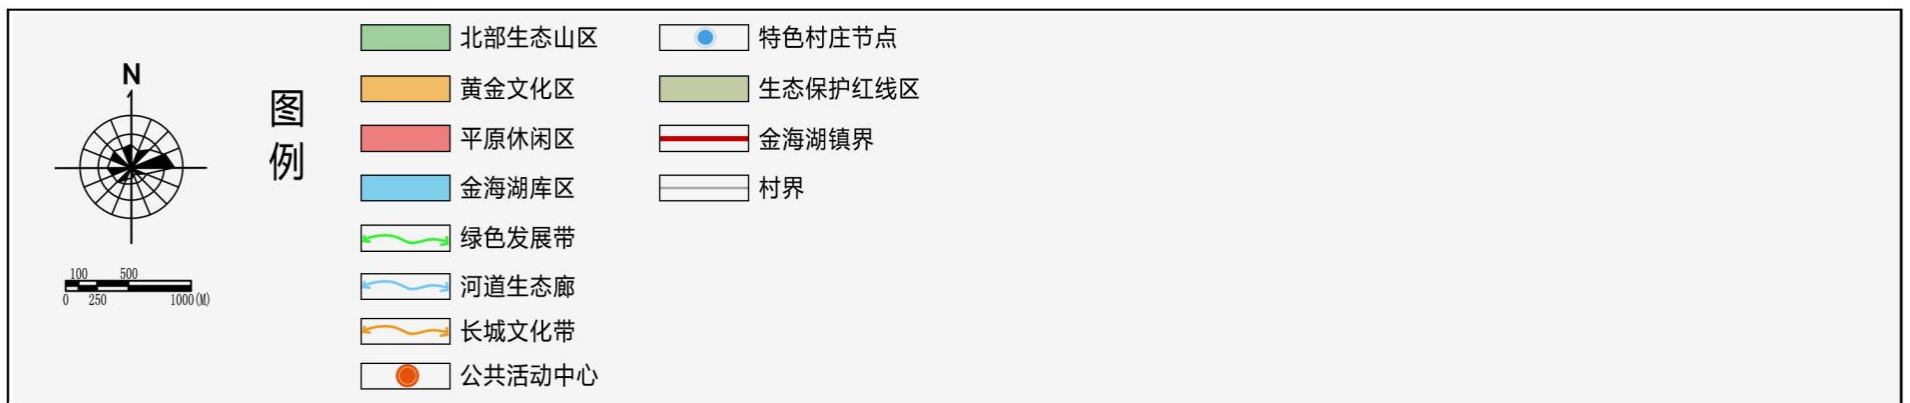 N
100 500
0 250 1000(M)
图例
北部生态山区
黄金文化区
平原休闲区
金海湖库区
绿色发展带
河道生态廊
长城文化带
公共活动中心
特色村庄节点
生态保护红线区
金海湖镇界
村界